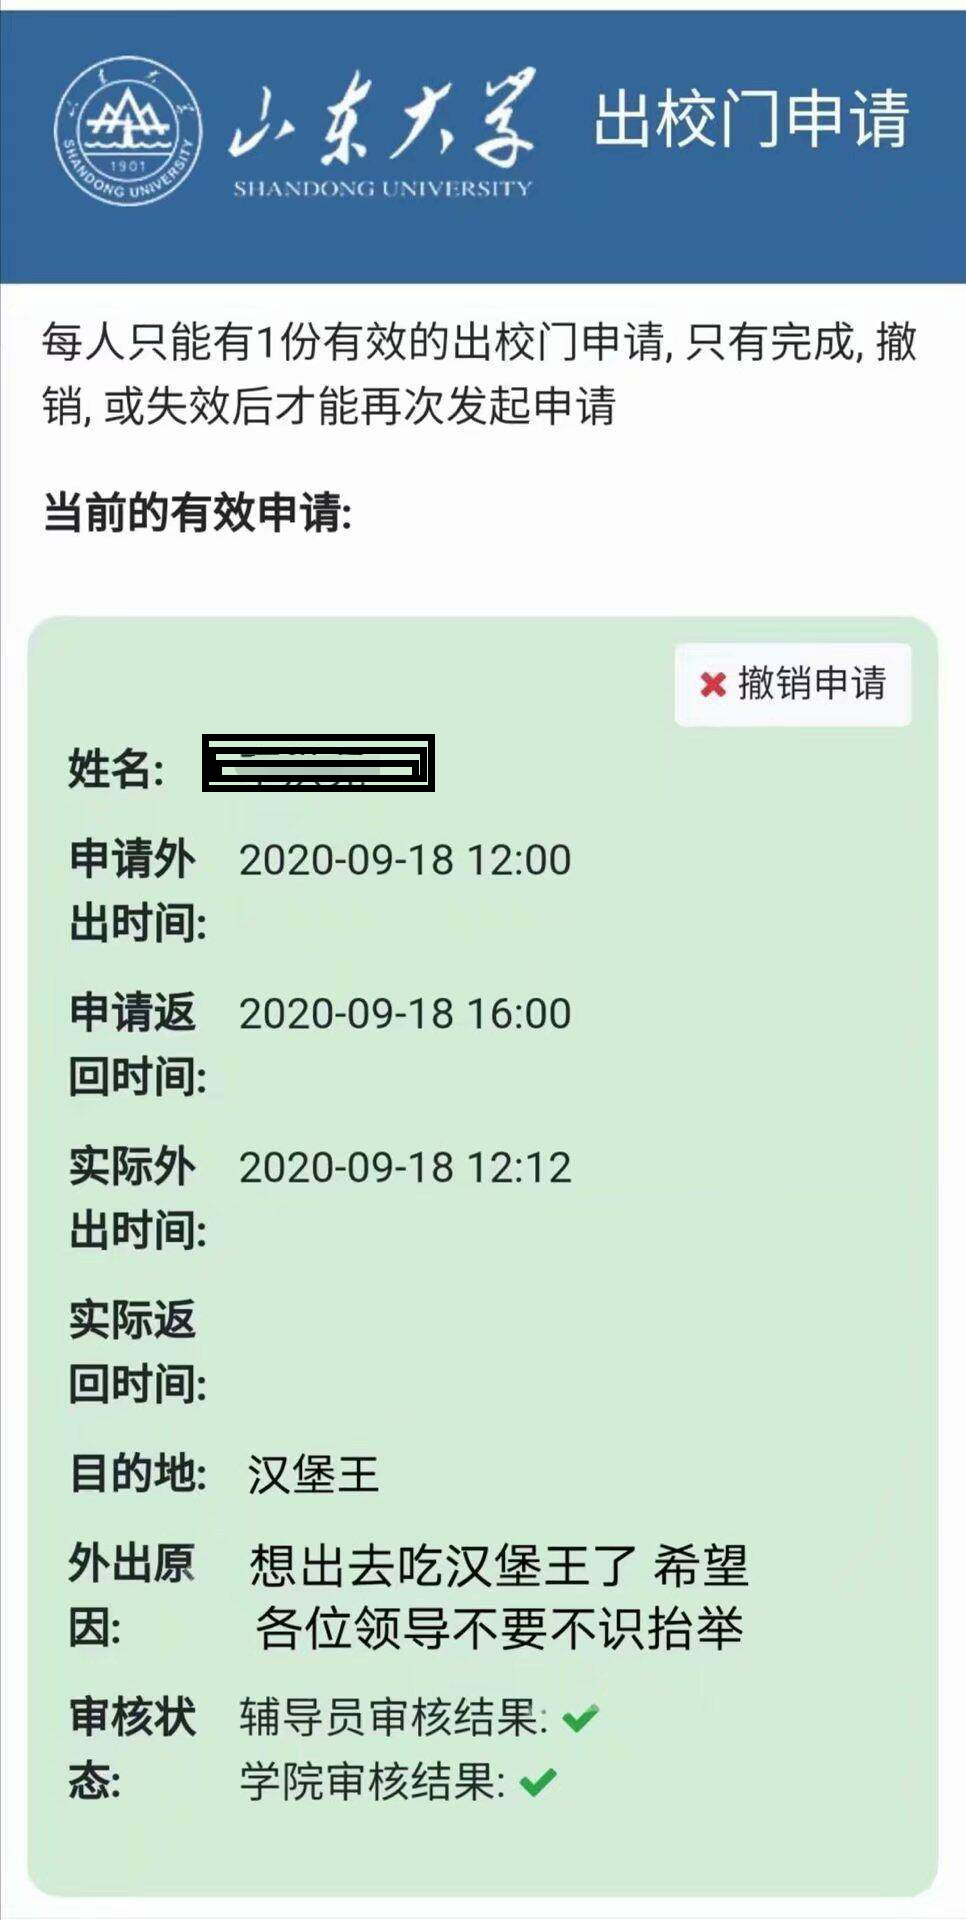 山东大学
SHANDONG UNIVERSITY
1901
SHANDONG UNIVERSITY
出校门申请
每人只能有1份有效的出校门申请, 只有完成, 撤
销, 或失效后才能再次发起申请
当前的有效申请:
撤销申请
姓名:
申请外 2020-09-18 12:00
出时间:
申请返 2020-09-18 16:00
回时间:
实际外 2020-09-18 12:12
出时间:
实际返
回时间:
目的地: 汉堡王
外出原 想出去吃汉堡王了 希望
因: 各位领导不要不识抬举
审核状 辅导员审核结果:
态: 学院审核结果: